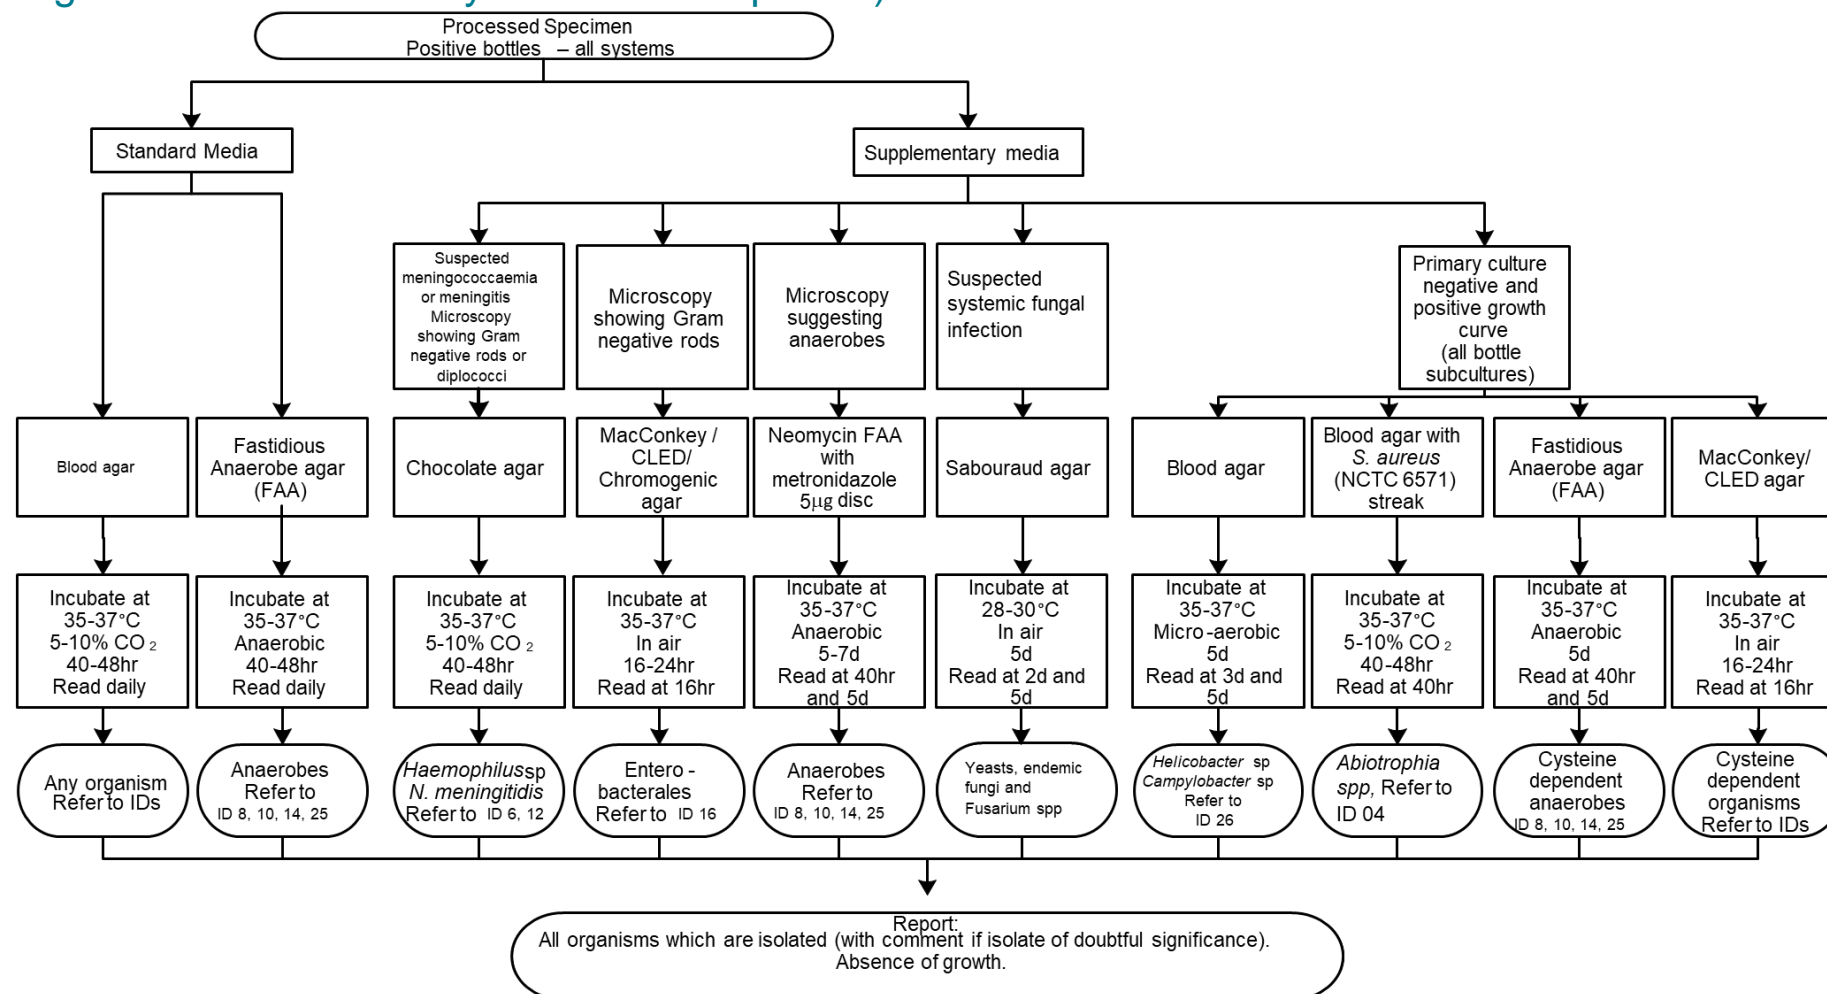 Processed Specimen
Positive bottles – all systems
Standard Media
Supplementary media
Suspected
meningococcaemia
or meningitis
Microscopy
showing Gram
negative rods or
diplococci
Microscopy
showing Gram
negative rods
Microscopy
suggesting
anaerobes
Suspected
systemic fungal
infection
Primary culture
negative and
positive growth
curve
(all bottle
subcultures)
Blood agar
Fastidious
Anaerobe agar
(FAA)
Chocolate agar
MacConkey /
CLED/
Chromogenic
agar
Neomycin FAA
with
metronidazole
5µg disc
Sabouraud agar
Blood agar
Blood agar with
S. aureus
(NCTC 6571)
streak
Fastidious
Anaerobe agar
(FAA)
MacConkey/
CLED agar
Incubate at
35-37°C
5-10% CO₂
40-48hr
Read daily
Incubate at
35-37°C
Anaerobic
40-48hr
Read daily
Incubate at
35-37°C
5-10% CO₂
40-48hr
Read daily
Incubate at
35-37°C
In air
16-24hr
Read at 16hr
Incubate at
35-37°C
Anaerobic
5-7d
Read at 40hr
and 5d
Incubate at
28-30°C
In air
5d
Read at 2d and
5d
Incubate at
35-37°C
Micro-aerobic
5d
Read at 3d and
5d
Incubate at
35-37°C
5-10% CO₂
40-48hr
Read at 40hr
Incubate at
35-37°C
Anaerobic
5d
Read at 40hr
and 5d
Incubate at
35-37°C
In air
16-24hr
Read at 16hr
Any organism
Refer to IDs
Anaerobes
Refer to
ID 8, 10, 14, 25
Haemophilus sp
N. meningitidis
Refer to ID 6, 12
Entero-
bacterales
Refer to ID 16
Anaerobes
Refer to
ID 8, 10, 14, 25
Yeasts, endemic
fungi and
Fusarium spp
Helicobacter sp
Campylobacter sp
Refer to
ID 26
Abiotrophia
spp, Refer to
ID 04
Cysteine
dependent
anaerobes
ID 8, 10, 14, 25
Cysteine
dependent
organisms
Refer to IDs
Report:
All organisms which are isolated (with comment if isolate of doubtful significance).
Absence of growth.